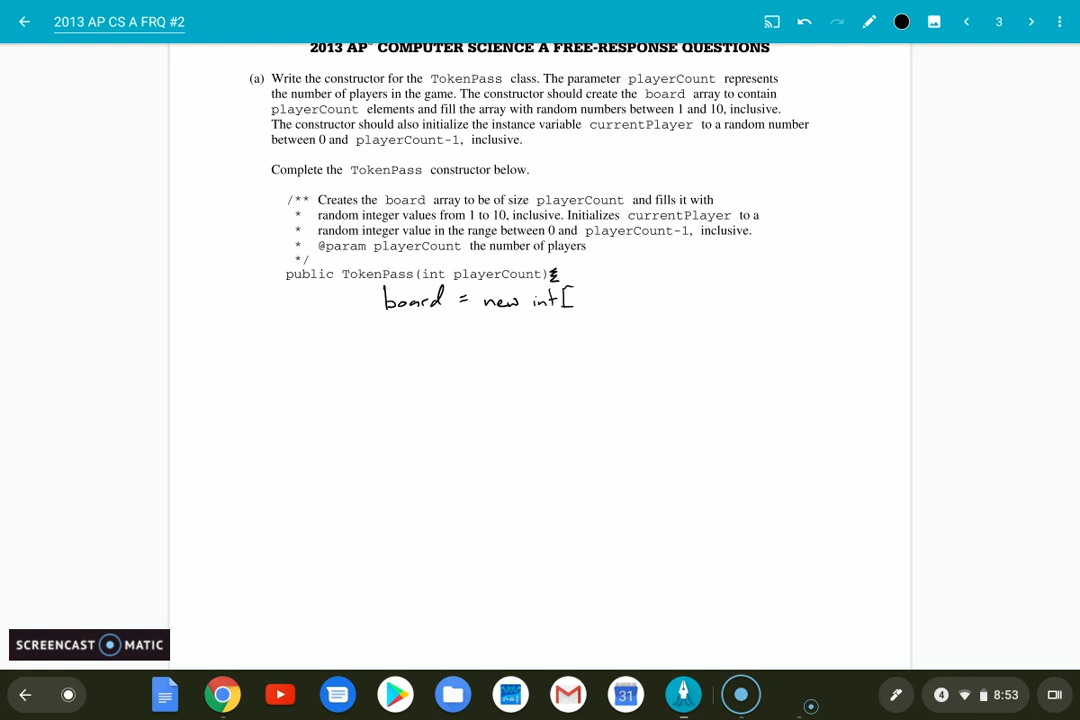 2013 AP CS A FRQ #2
3
2013 AP® COMPUTER SCIENCE A FREE-RESPONSE QUESTIONS
(a) Write the constructor for the TokenPass class. The parameter playerCount represents
the number of players in the game. The constructor should create the board array to contain
playerCount elements and fill the array with random numbers between 1 and 10, inclusive.
The constructor should also initialize the instance variable currentPlayer to a random number
between 0 and playerCount-1, inclusive.
Complete the TokenPass constructor below.
/** Creates the board array to be of size playerCount and fills it with
* random integer values from 1 to 10, inclusive. Initializes currentPlayer to a
* random integer value in the range between 0 and playerCount-1, inclusive.
* @param playerCount the number of players
*/
public TokenPass(int playerCount){
board = new int[
SCREENCAST MATIC
31
4 8:53